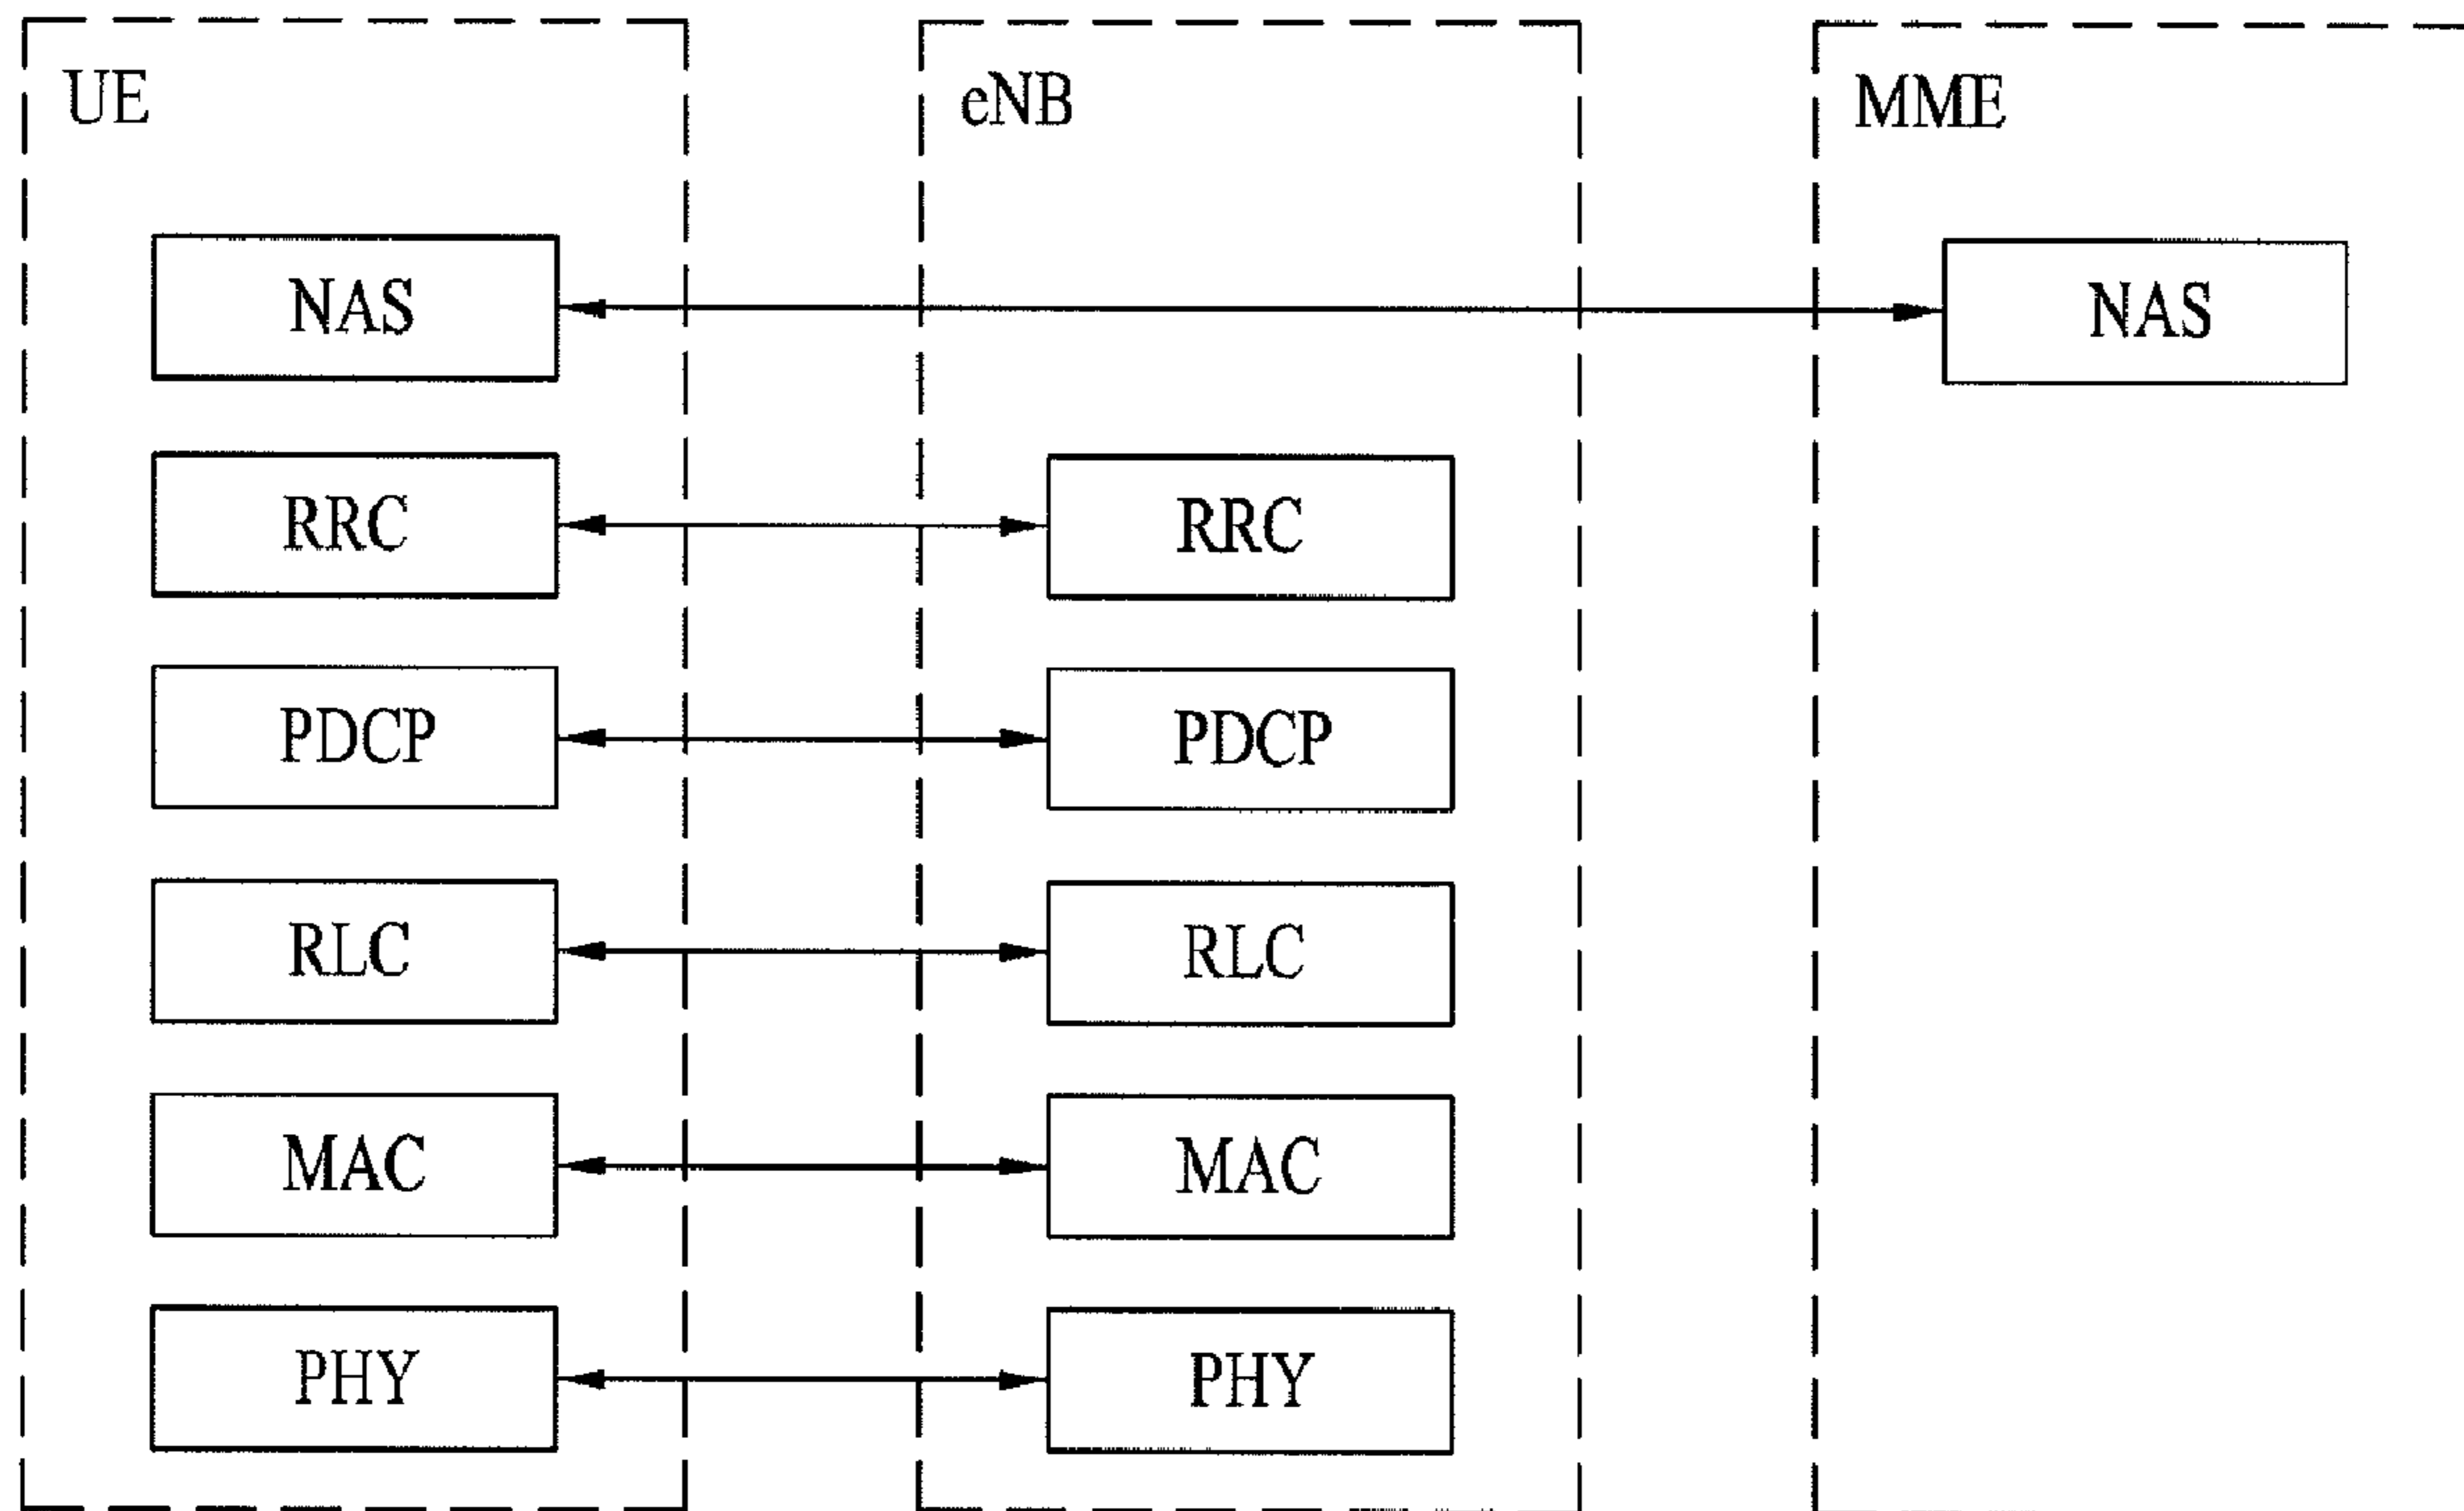 UE
eNB
MME
NAS
NAS
RRC
RRC
PDCP
PDCP
RLC
RLC
MAC
MAC
PHY
PHY